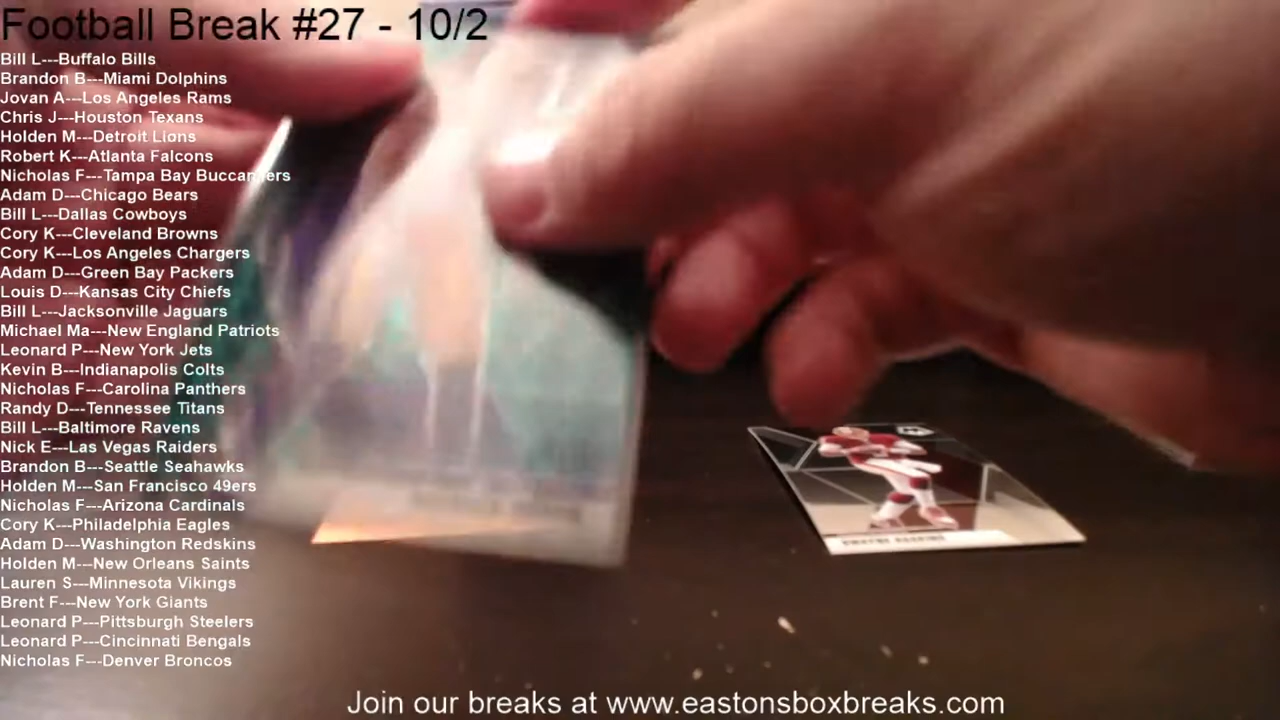 Football Break #27 - 10/2
Bill L---Buffalo Bills
Brandon B---Miami Dolphins
Jovan A---Los Angeles Rams
Chris J---Houston Texans
Holden M---Detroit Lions
Robert K---Atlanta Falcons
Nicholas F---Tampa Bay Buccaneers
Adam D---Chicago Bears
Bill L---Dallas Cowboys
Cory K---Cleveland Browns
Cory K---Los Angeles Chargers
Adam D---Green Bay Packers
Louis D---Kansas City Chiefs
Bill L---Jacksonville Jaguars
Michael Ma---New England Patriots
Leonard P---New York Jets
Kevin B---Indianapolis Colts
Nicholas F---Carolina Panthers
Randy D---Tennessee Titans
Bill L---Baltimore Ravens
Nick E---Las Vegas Raiders
Brandon B---Seattle Seahawks
Holden M---San Francisco 49ers
Nicholas F---Arizona Cardinals
Cory K---Philadelphia Eagles
Adam D---Washington Redskins
Holden M---New Orleans Saints
Lauren S---Minnesota Vikings
Brent F---New York Giants
Leonard P---Pittsburgh Steelers
Leonard P---Cincinnati Bengals
Nicholas F---Denver Broncos
Join our breaks at www.eastonsboxbreaks.com